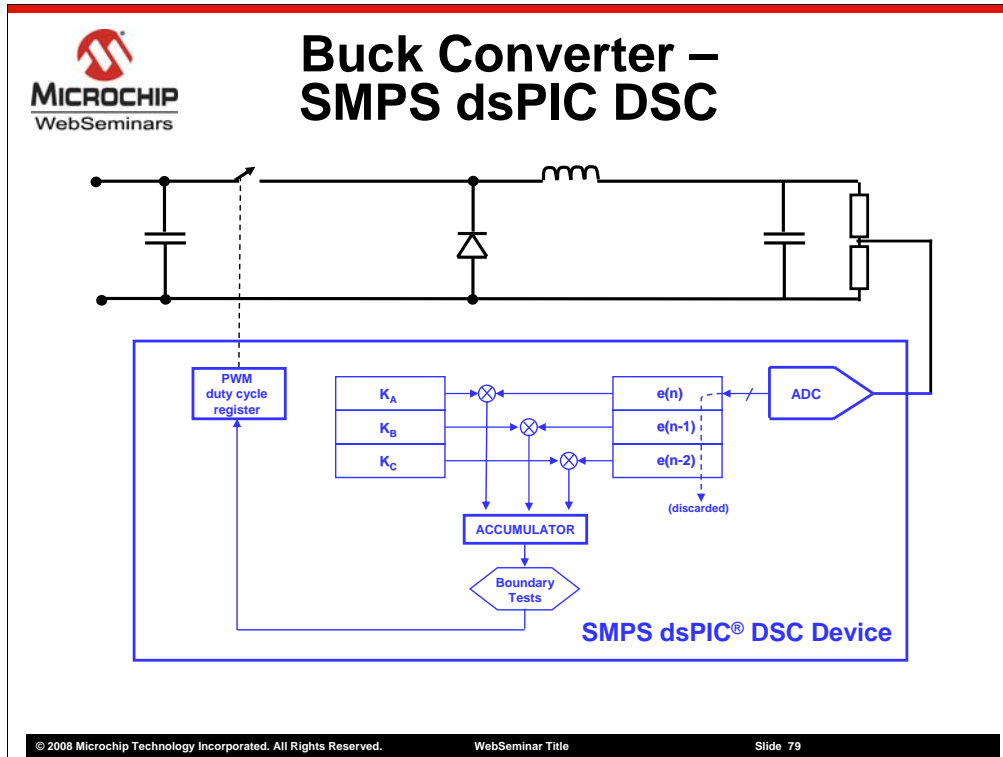 MICROCHIP
WebSeminars
Buck Converter –
SMPS dsPIC DSC
PWM
duty cycle
register
KA
KB
KC
e(n)
e(n-1)
e(n-2)
ADC
(discarded)
ACCUMULATOR
Boundary
Tests
SMPS dsPIC® DSC Device
© 2008 Microchip Technology Incorporated. All Rights Reserved. WebSeminar Title Slide 79